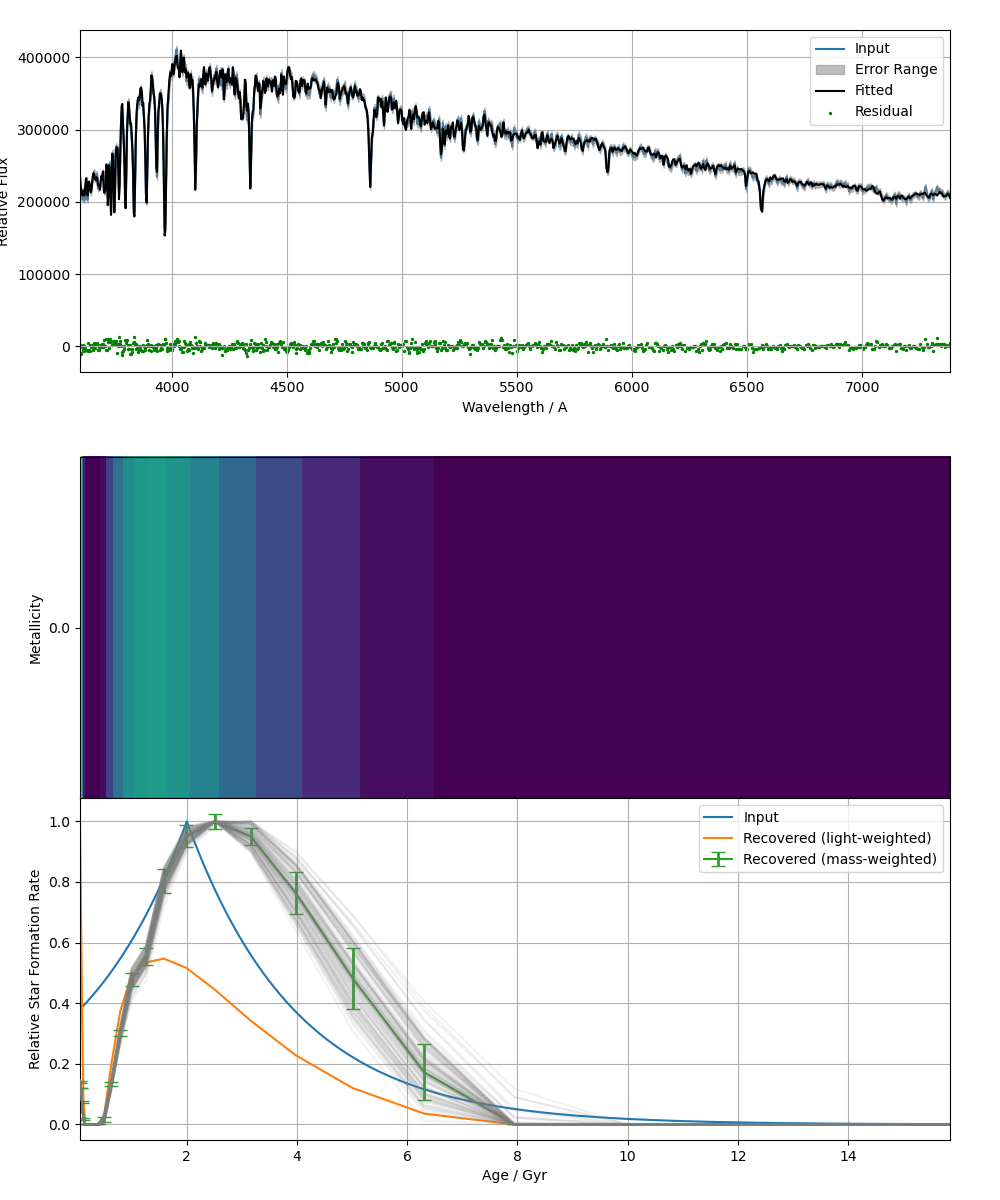 400000
300000
200000
100000
0
Relative Flux
Input
Error Range
Fitted
Residual
4000
4500
5000
5500
6000
6500
7000
Wavelength / A
Metallicity
0.0
1.0
0.8
0.6
0.4
0.2
0.0
Relative Star Formation Rate
Input
Recovered (light-weighted)
Recovered (mass-weighted)
2
4
6
8
10
12
14
Age / Gyr